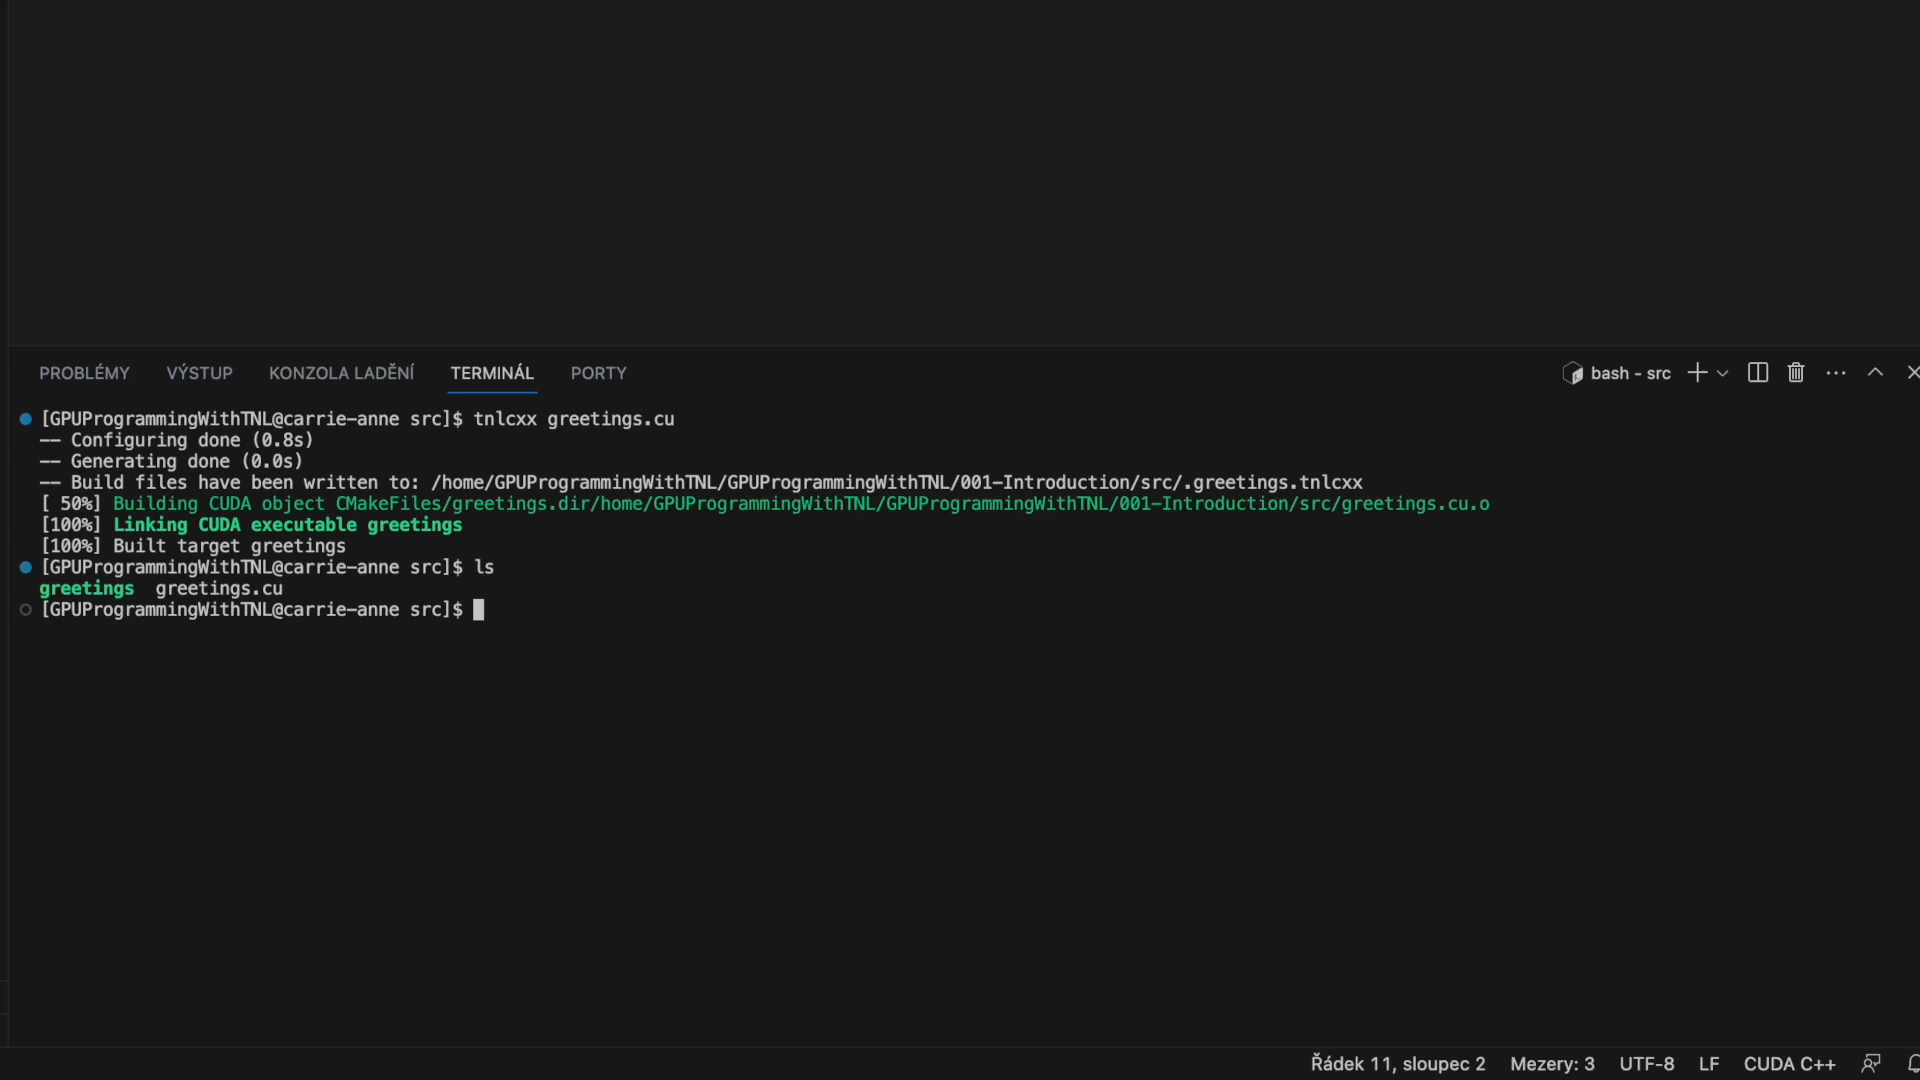 PROBLÉMY VÝSTUP KONZOLA LADĚNÍ TERMINÁL PORTY bash - src
[GPUProgrammingWithTNL@carrie-anne src]$ tnlcxx greetings.cu
-- Configuring done (0.8s)
-- Generating done (0.0s)
-- Build files have been written to: /home/GPUProgrammingWithTNL/GPUProgrammingWithTNL/001-Introduction/src/.greetings.tnlcxx
[ 50%] Building CUDA object CMakeFiles/greetings.dir/home/GPUProgrammingWithTNL/GPUProgrammingWithTNL/001-Introduction/src/greetings.cu.o
[100%] Linking CUDA executable greetings
[100%] Built target greetings
[GPUProgrammingWithTNL@carrie-anne src]$ ls
greetings greetings.cu
[GPUProgrammingWithTNL@carrie-anne src]$
Řádek 11, sloupec 2 Mezery: 3 UTF-8 LF CUDA C++